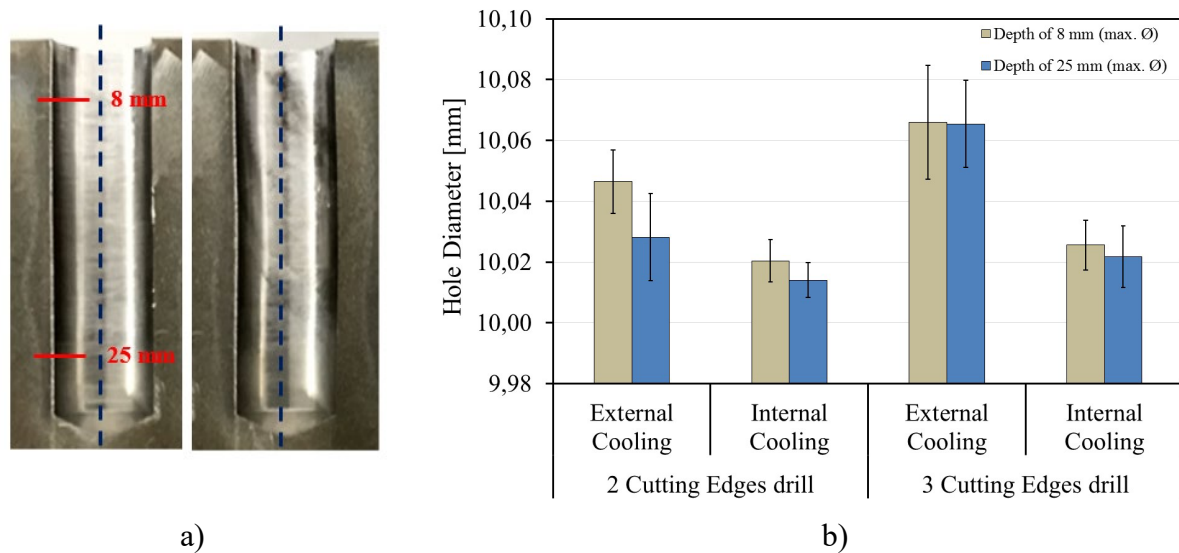 8 mm
25 mm
a)
10,10
10,08
10,06
10,04
10,02
10,00
9,98
Hole Diameter [mm]
Depth of 8 mm (max. Ø)
Depth of 25 mm (max. Ø)
External Cooling
Internal Cooling
External Cooling
Internal Cooling
2 Cutting Edges drill
3 Cutting Edges drill
b)